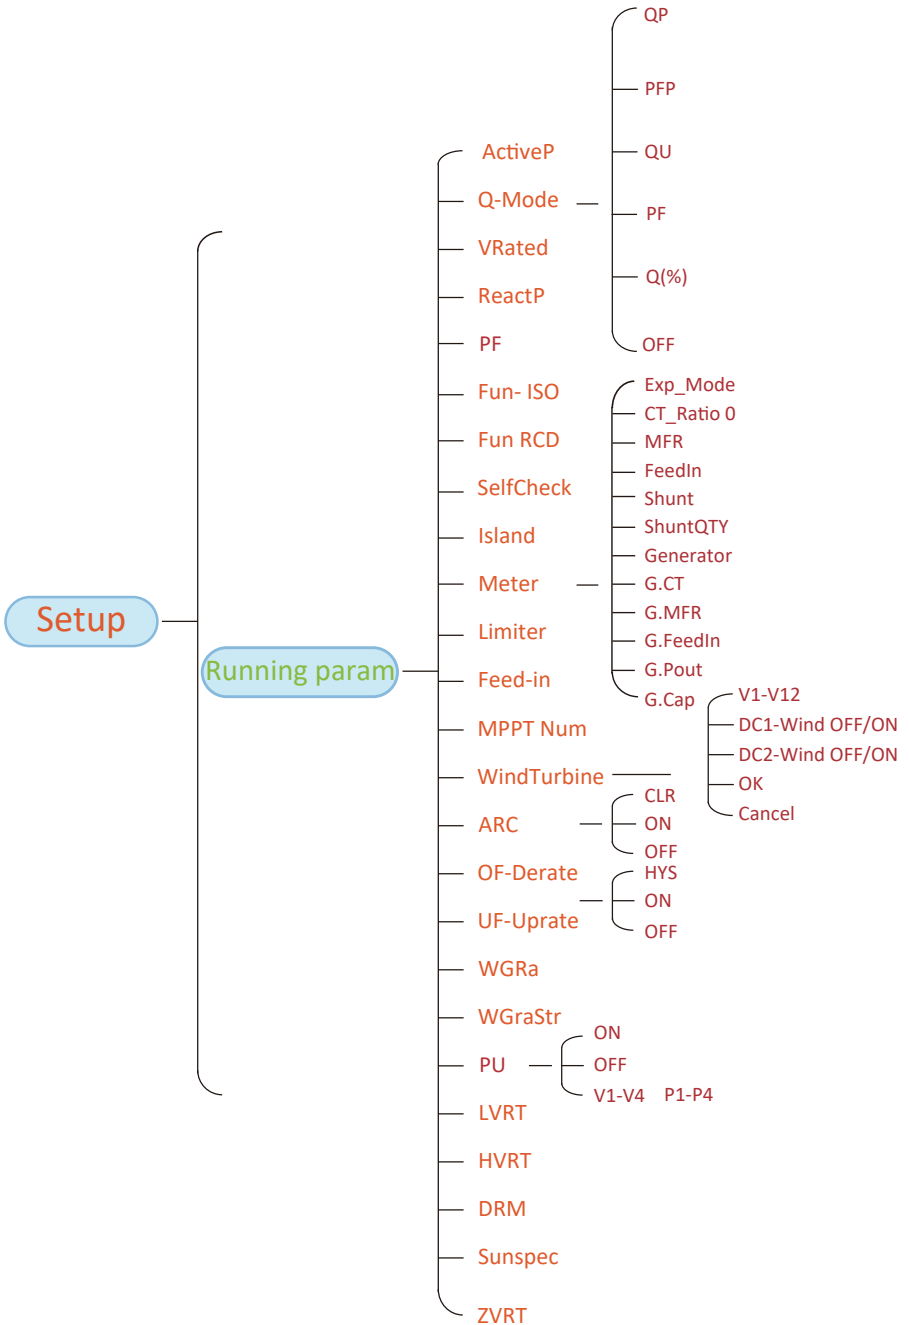 Setup
Running param
ActiveP
Q-Mode
QP
PFP
QU
PF
Q(%)
OFF
VRated
ReactP
PF
Fun- ISO
Fun RCD
SelfCheck
Island
Meter
Exp_Mode
CT_Ratio 0
MFR
FeedIn
Shunt
ShuntQTY
Generator
G.CT
G.MFR
G.FeedIn
G.Pout
G.Cap
Limiter
Feed-in
MPPT Num
WindTurbine
V1-V12
DC1-Wind OFF/ON
DC2-Wind OFF/ON
OK
Cancel
ARC
CLR
ON
OFF
OF-Derate
UF-Uprate
HYS
ON
OFF
WGRa
WGraStr
PU
ON
OFF
V1-V4 P1-P4
LVRT
HVRT
DRM
Sunspec
ZVRT